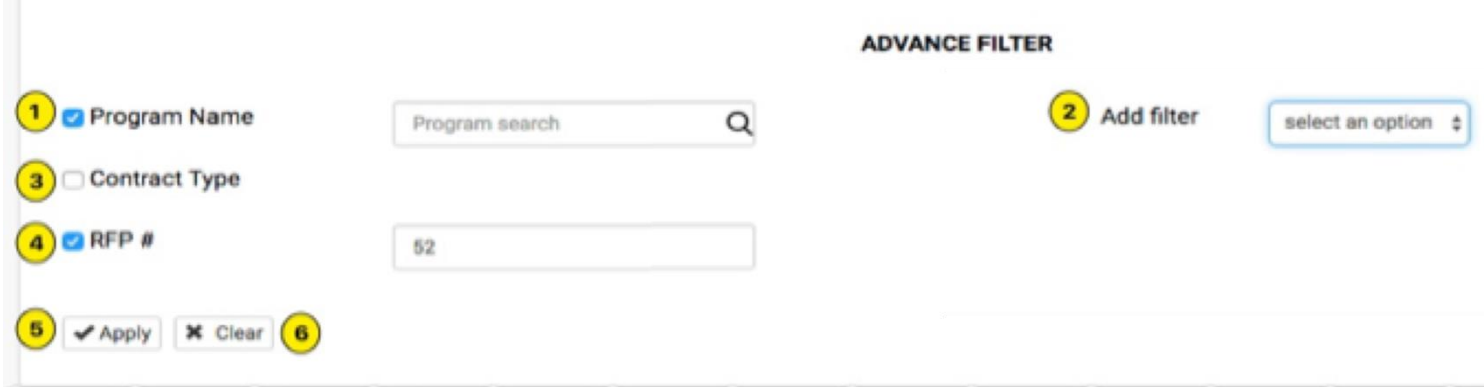 ADVANCE FILTER
1 Program Name Program search 2 Add filter select an option
3 Contract Type
4 RFP # 52
5 Apply Clear 6